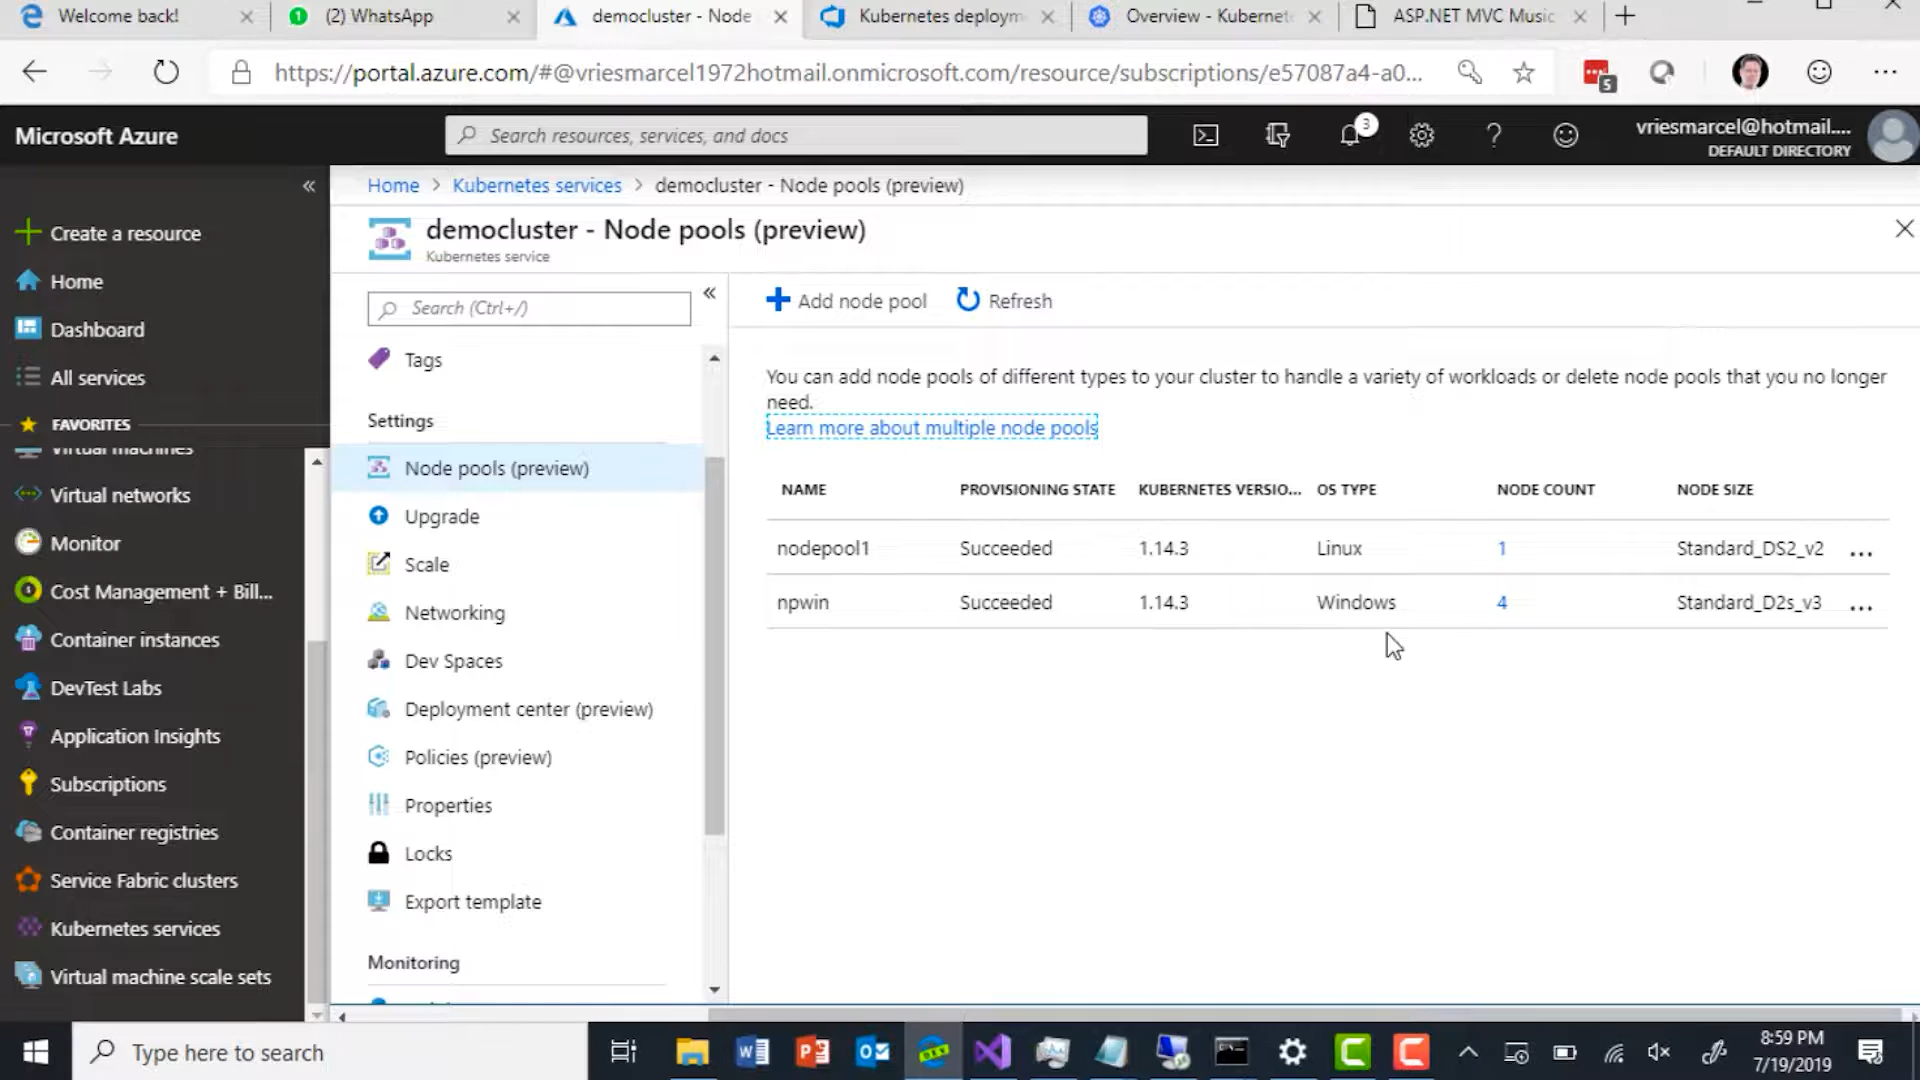 Welcome back!
(2) WhatsApp
democluster - Node
Kubernetes deploym
Overview - Kubernet
ASP.NET MVC Music
https://portal.azure.com/#@vriesmarcel1972hotmail.onmicrosoft.com/resource/subscriptions/e57087a4-a0...
5
Microsoft Azure
Search resources, services, and docs
3
vriesmarcel@hotmail....
DEFAULT DIRECTORY
Create a resource
Home
Dashboard
All services
FAVORITES
Virtual machines
Virtual networks
Monitor
Cost Management + Bill...
Container instances
DevTest Labs
Application Insights
Subscriptions
Container registries
Service Fabric clusters
Kubernetes services
Virtual machine scale sets
Home > Kubernetes services > democluster - Node pools (preview)
democluster - Node pools (preview)
Kubernetes service
Search (Ctrl+/)
Tags
Settings
Node pools (preview)
Upgrade
Scale
Networking
Dev Spaces
Deployment center (preview)
Policies (preview)
Properties
Locks
Export template
Monitoring
Add node pool
Refresh
You can add node pools of different types to your cluster to handle a variety of workloads or delete node pools that you no longer
need.
Learn more about multiple node pools
NAME PROVISIONING STATE KUBERNETES VERSIO... OS TYPE NODE COUNT NODE SIZE
nodepool1 Succeeded 1.14.3 Linux 1 Standard_DS2_v2 ...
npwin Succeeded 1.14.3 Windows 4 Standard_D2s_v3 ...
Type here to search
8:59 PM
7/19/2019